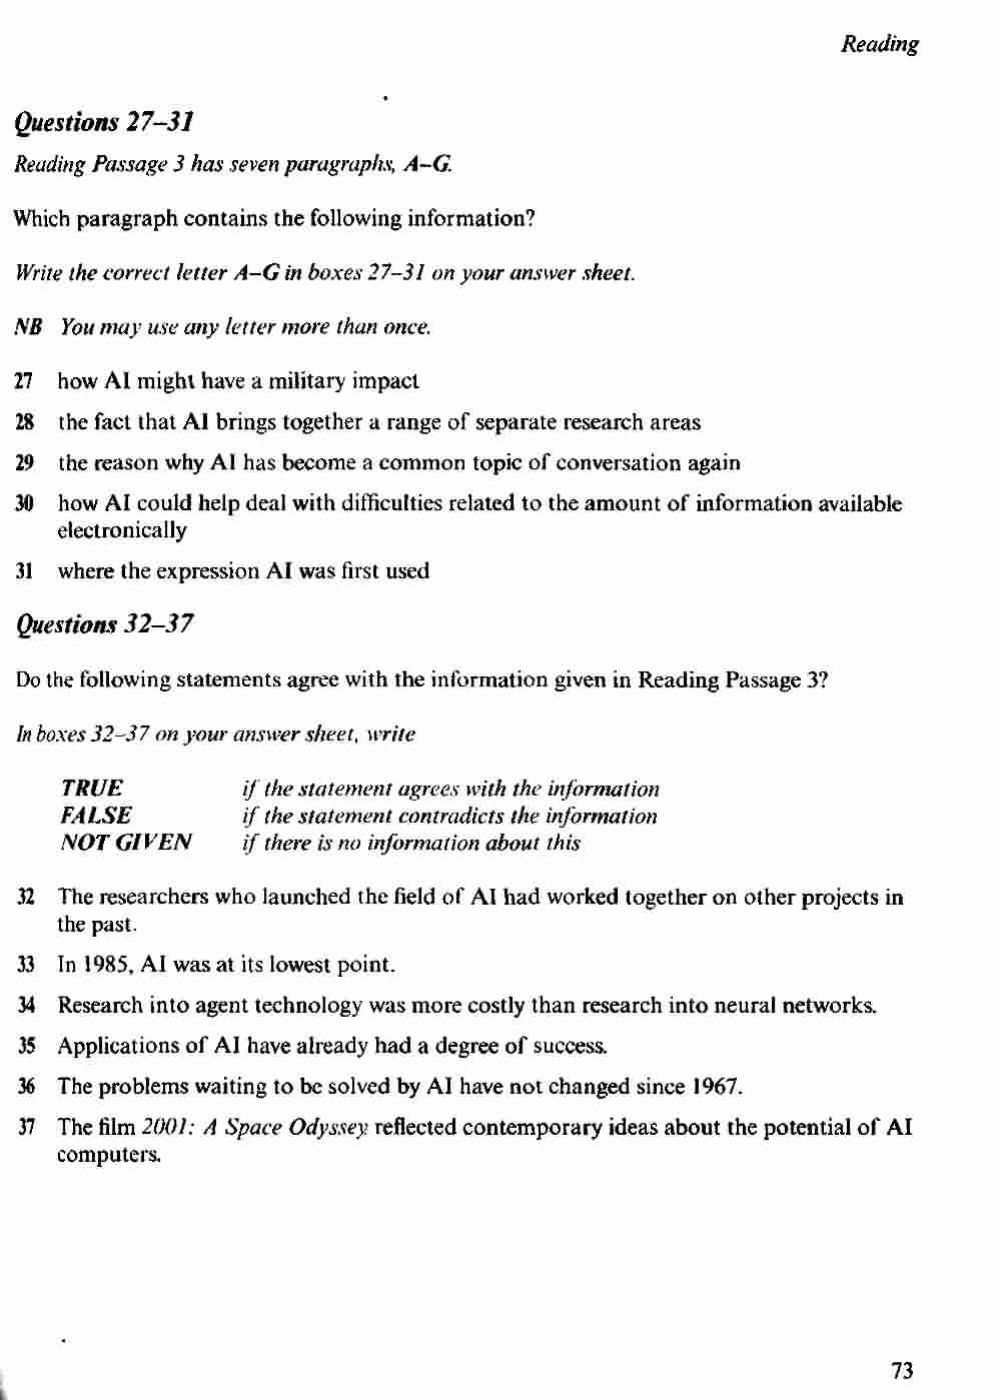 Reading
Questions 27–31
Reading Passage 3 has seven paragraphs, A–G.
Which paragraph contains the following information?
Write the correct letter A–G in boxes 27–31 on your answer sheet.
NB You may use any letter more than once.
27 how AI might have a military impact
28 the fact that AI brings together a range of separate research areas
29 the reason why AI has become a common topic of conversation again
30 how AI could help deal with difficulties related to the amount of information available
electronically
31 where the expression AI was first used
Questions 32–37
Do the following statements agree with the information given in Reading Passage 3?
In boxes 32–37 on your answer sheet, write
TRUE if the statement agrees with the information
FALSE if the statement contradicts the information
NOT GIVEN if there is no information about this
32 The researchers who launched the field of AI had worked together on other projects in
the past.
33 In 1985, AI was at its lowest point.
34 Research into agent technology was more costly than research into neural networks.
35 Applications of AI have already had a degree of success.
36 The problems waiting to be solved by AI have not changed since 1967.
37 The film 2001: A Space Odyssey reflected contemporary ideas about the potential of AI
computers.
73